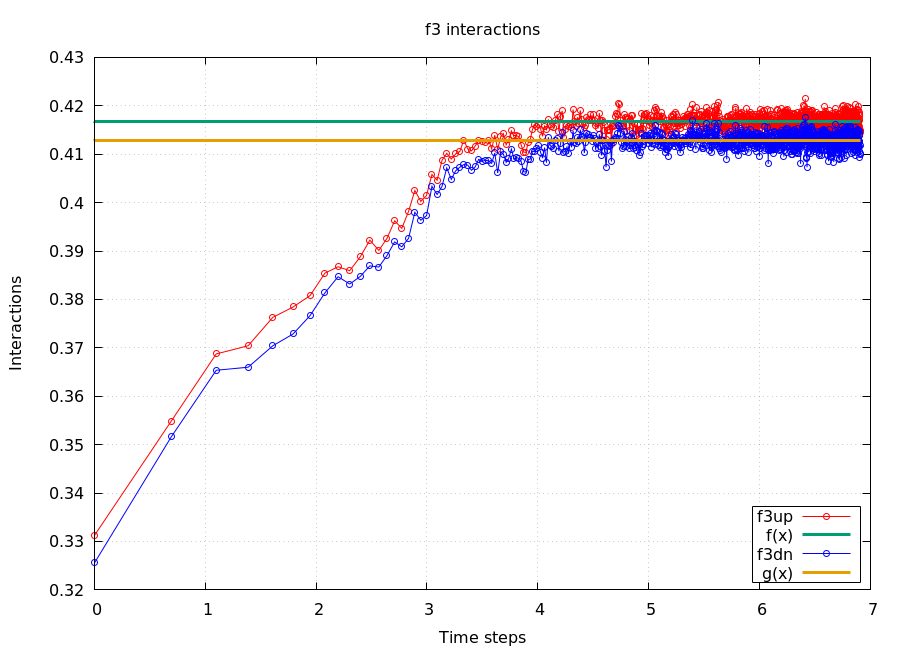 f3 interactions
0.43
0.42
0.41
0.4
0.39
0.38
0.37
0.36
0.35
0.34
0.33
0.32
Interactions
f3up
f(x)
f3dn
g(x)
0 1 2 3 4 5 6 7
Time steps